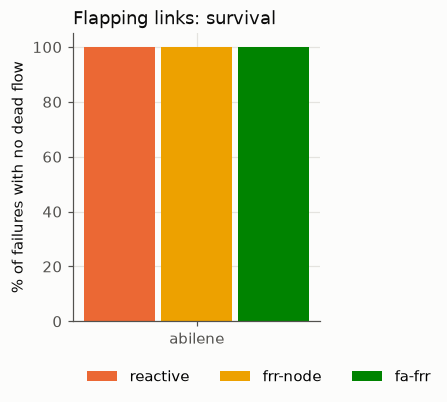 Flapping links: survival
% of failures with no dead flow
100
80
60
40
20
0
abilene
reactive frr-node fa-frr